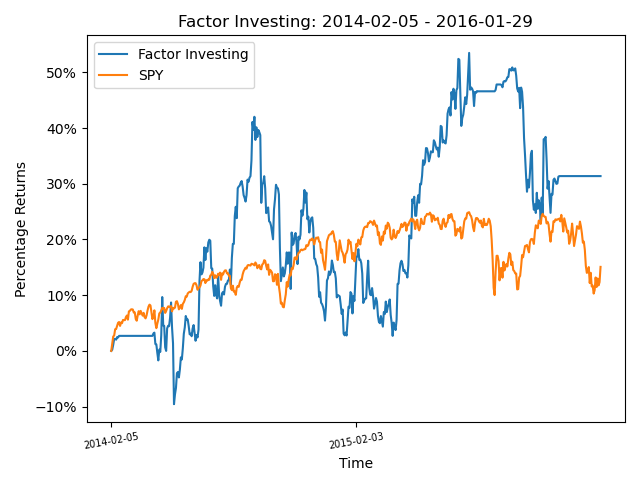 Factor Investing: 2014-02-05 - 2016-01-29
Factor Investing
SPY
50%
40%
30%
20%
10%
0%
−10%
Percentage Returns
2014-02-05
2015-02-03
Time